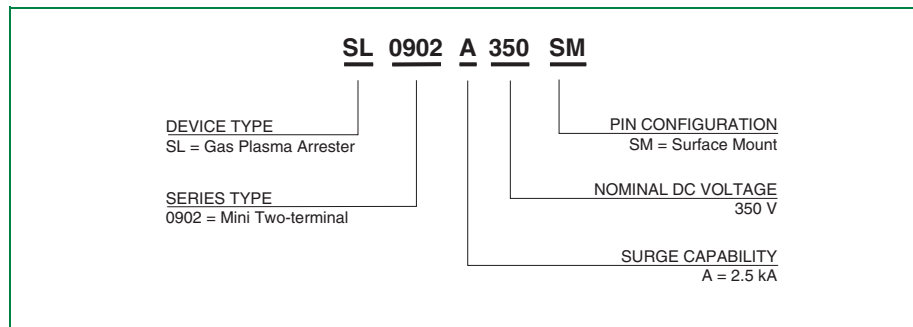 SL 0902 A 350 SM
DEVICE TYPE
SL = Gas Plasma Arrester
PIN CONFIGURATION
SM = Surface Mount
SERIES TYPE
0902 = Mini Two-terminal
NOMINAL DC VOLTAGE
350 V
SURGE CAPABILITY
A = 2.5 kA